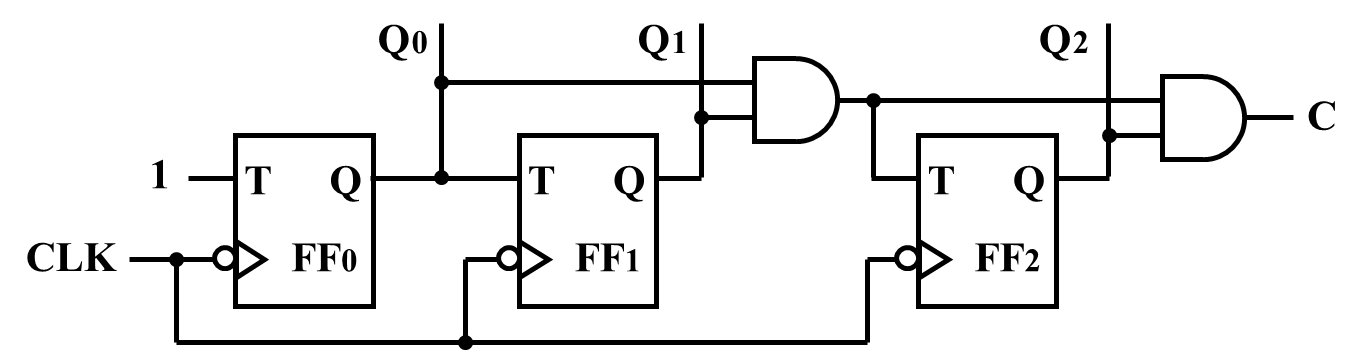 Q0 Q1 Q2
C
1 T Q T Q T Q
CLK FF0 FF1 FF2